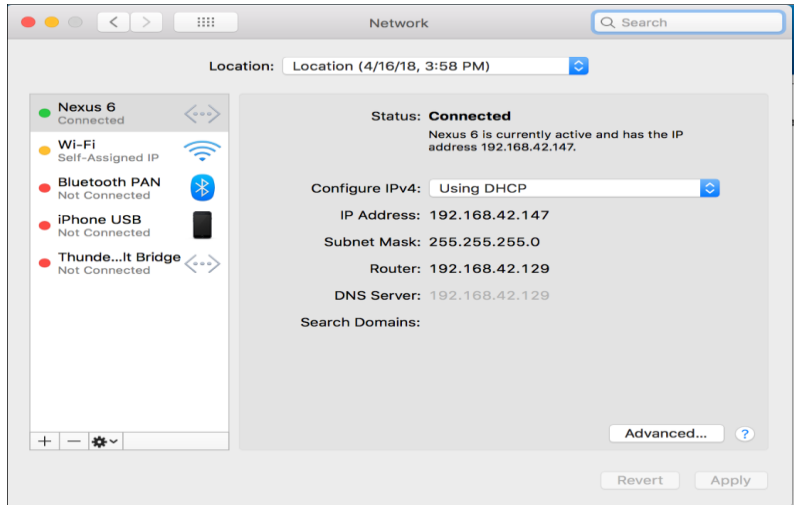 Network
Search
Location: Location (4/16/18, 3:58 PM)
Nexus 6
Connected
Wi-Fi
Self-Assigned IP
Bluetooth PAN
Not Connected
iPhone USB
Not Connected
Thunde...lt Bridge
Not Connected
Status: Connected
Nexus 6 is currently active and has the IP
address 192.168.42.147.
Configure IPv4: Using DHCP
IP Address: 192.168.42.147
Subnet Mask: 255.255.255.0
Router: 192.168.42.129
DNS Server: 192.168.42.129
Search Domains:
Advanced... ?
Revert Apply